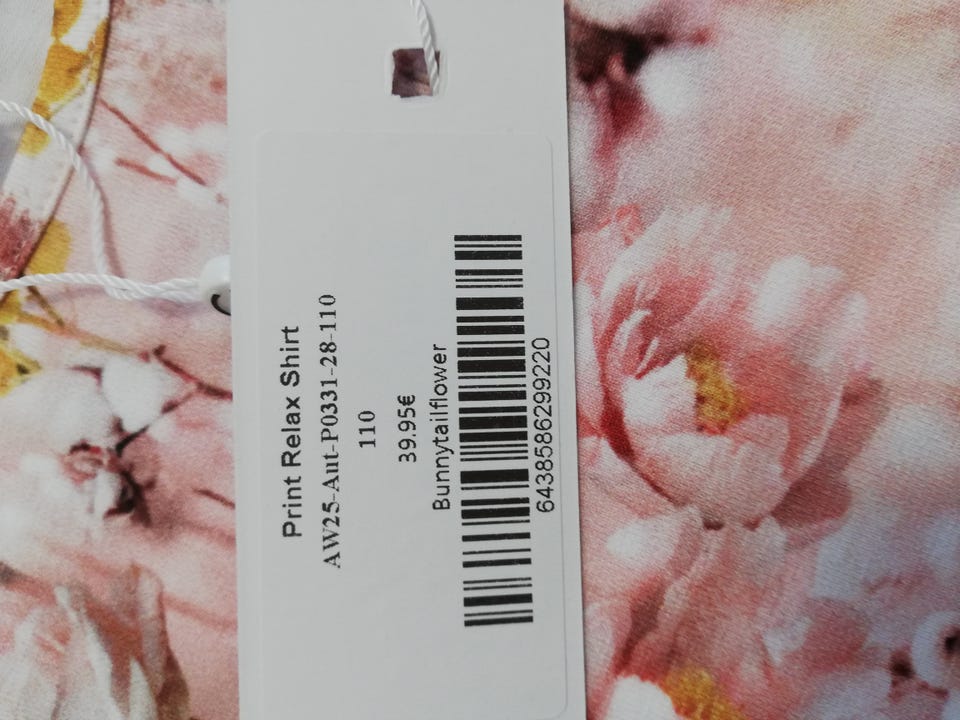 Print Relax Shirt
AW25-Aut-P0331-28-110
110
39.95€
Bunnytailflower
6438586299220